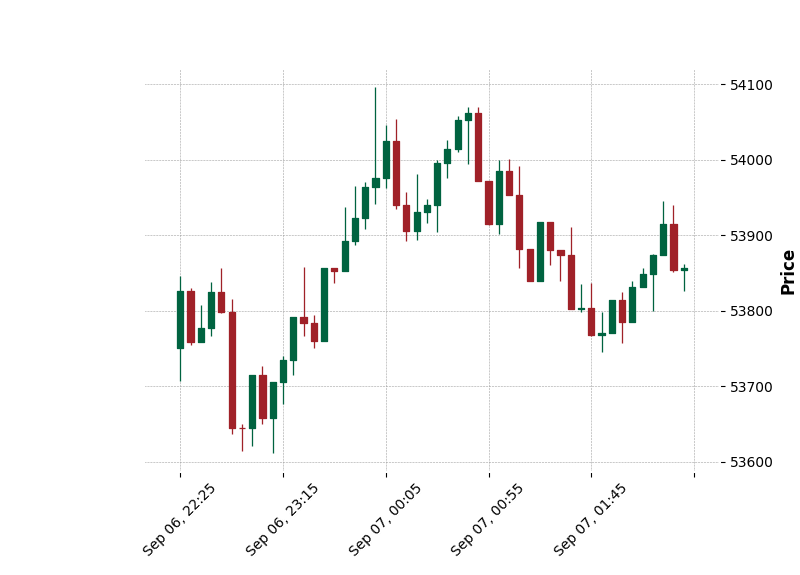 54100
54000
53900
53800
53700
53600
Price
Sep 06, 22:25
Sep 06, 23:15
Sep 07, 00:05
Sep 07, 00:55
Sep 07, 01:45